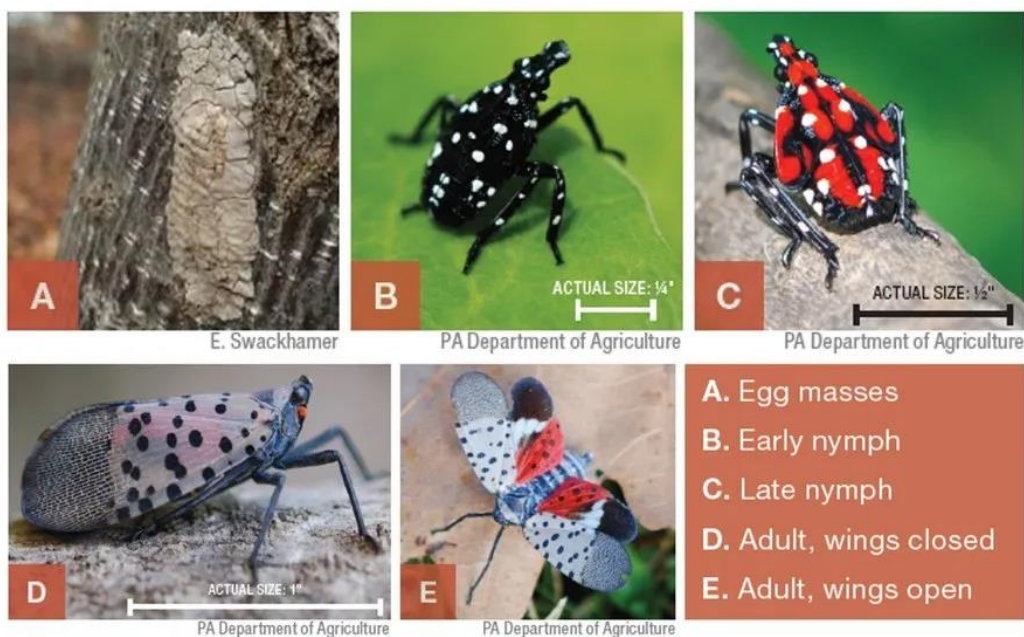 A
E. Swackhamer
B
ACTUAL SIZE: ¼"
PA Department of Agriculture
C
ACTUAL SIZE: ½"
PA Department of Agriculture
D
ACTUAL SIZE: 1"
PA Department of Agriculture
E
PA Department of Agriculture
A. Egg masses
B. Early nymph
C. Late nymph
D. Adult, wings closed
E. Adult, wings open